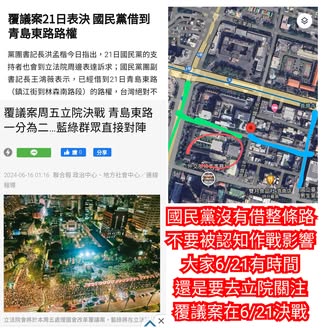 覆議案21日表決 國民黨借到
青島東路路權
黨團書記長洪孟楷今日指出，21日國民黨的支
持者也會到立法院周邊表達訴求；國民黨團副
書記長王鴻薇表示，已經借到21日青島東路
（鎮江街到林森南路段）的路權，台灣絕對不
覆議案周五立院決戰 青島東路
一分為二…藍綠群眾直接對陣
讚 0
分享
2024-06-16 01:16 聯合報 政治中心、地方社會中心／連線
報導
立法院會將於本周五處理國會改革覆議案，藍綠將在立法
國民黨沒有借整條路
不要被認知作戰影響
大家6/21有時間
還是要去立院關注
覆議案在6/21決戰